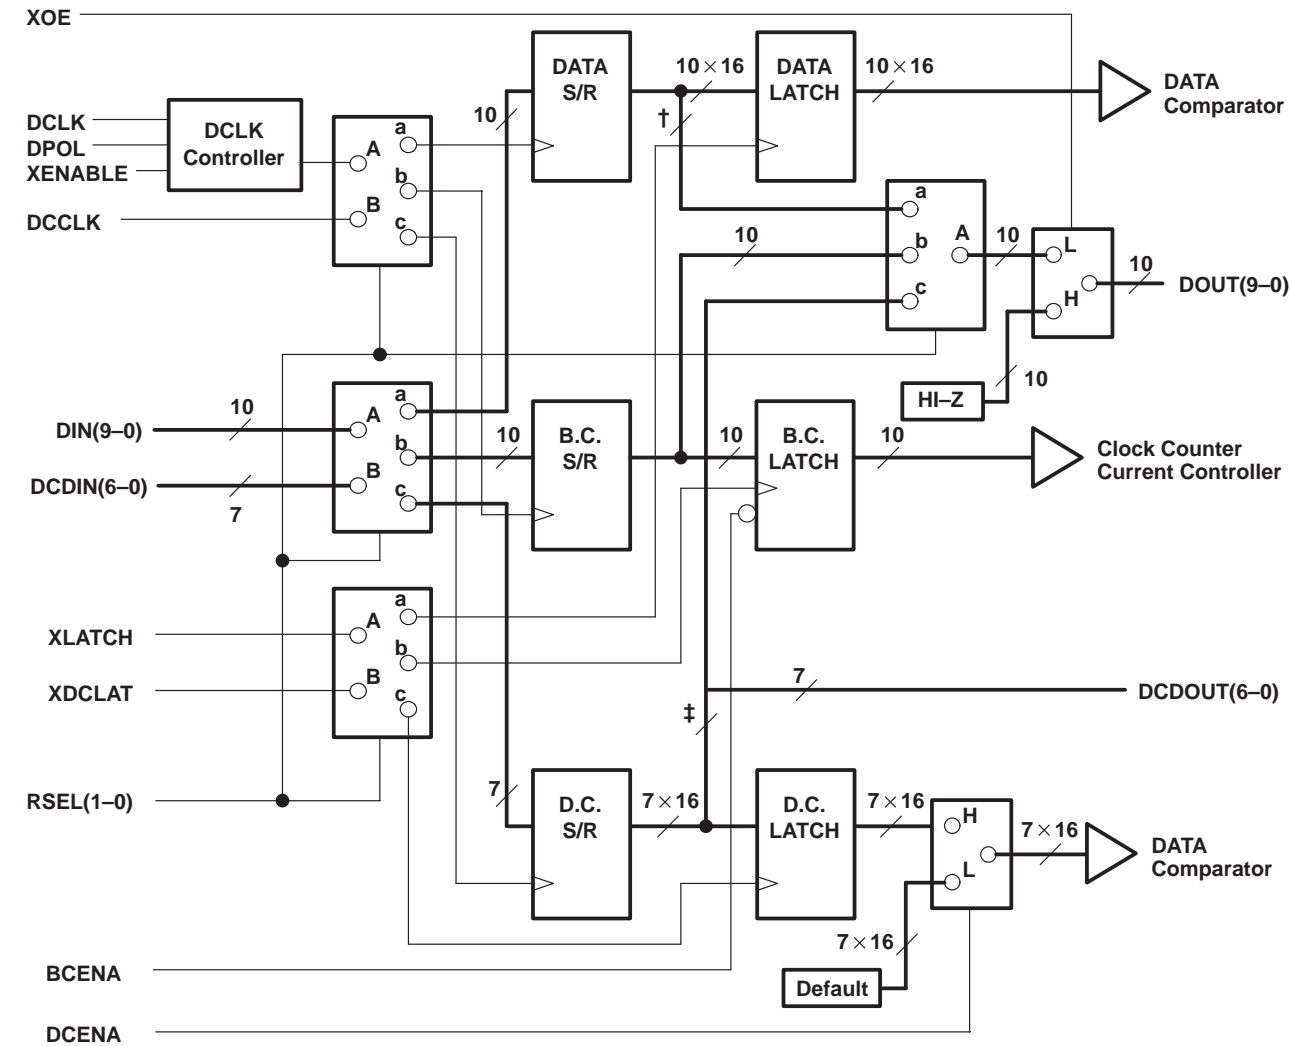 XOE
DATA
S/R
10 × 16
DATA
LATCH
10 × 16
DATA
Comparator
DCLK
DPOL
XENABLE
DCLK
Controller
10
†
A
B
a
b
c
DCCLK
10
a
b
c
A
10
L
H
10
DOUT(9–0)
10
HI–Z
DIN(9–0)
10
DCDIN(6–0)
7
A
B
a
b
c
10
B.C.
S/R
10
B.C.
LATCH
10
Clock Counter
Current Controller
XLATCH
XDCLAT
A
B
a
b
c
7
DCDOUT(6–0)
‡
RSEL(1–0)
7
D.C.
S/R
7 × 16
D.C.
LATCH
7 × 16
H
L
7 × 16
DATA
Comparator
7 × 16
Default
BCENA
DCENA